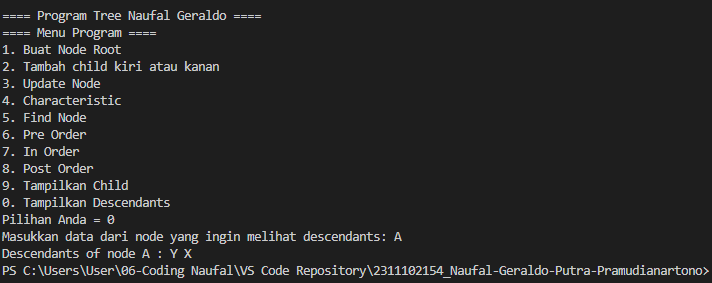 ==== Program Tree Naufal Geraldo ====
==== Menu Program ====
1. Buat Node Root
2. Tambah child kiri atau kanan
3. Update Node
4. Characteristic
5. Find Node
6. Pre Order
7. In Order
8. Post Order
9. Tampilkan Child
0. Tampilkan Descendants
Pilihan Anda = 0
Masukkan data dari node yang ingin melihat descendants: A
Descendants of node A : Y X
PS C:\Users\User\06-Coding Naufal\VS Code Repository\2311102154_Naufal-Geraldo-Putra-Pramudianartono>